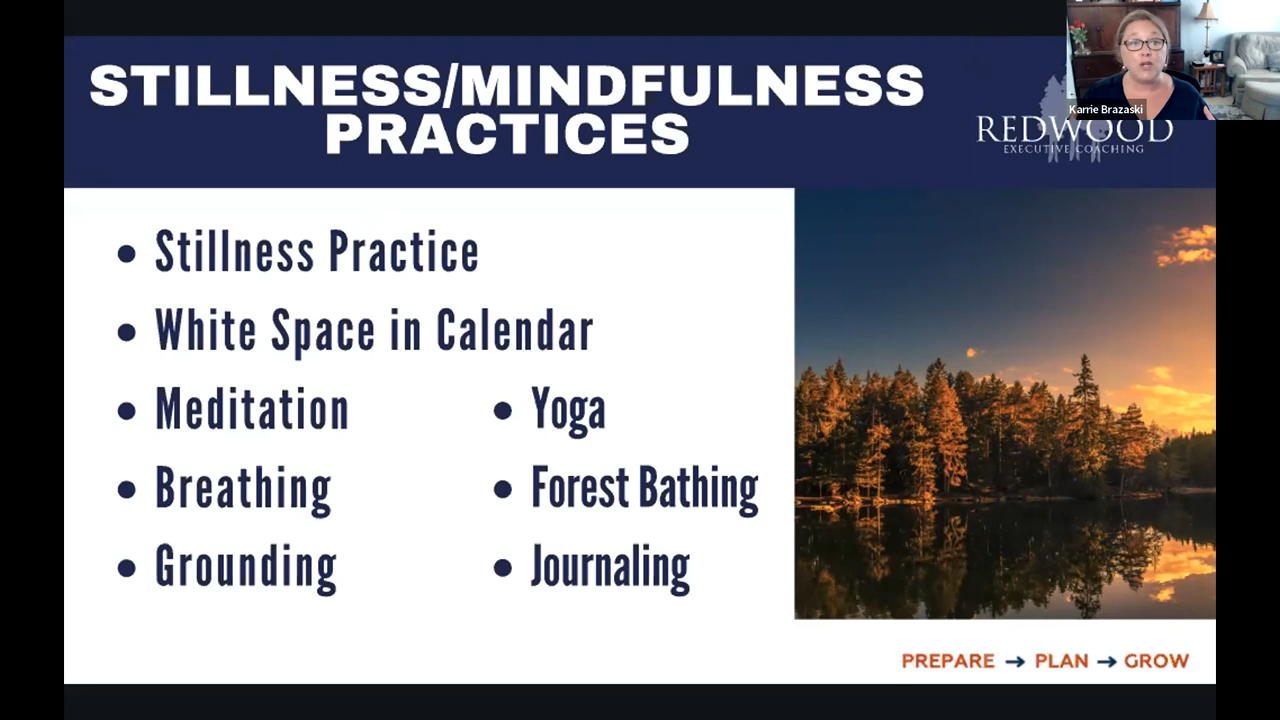 STILLNESS/MINDFULNESS
PRACTICES
Karrie Brazaski
REDWOOD
EXECUTIVE COACHING
• Stillness Practice
• White Space in Calendar
• Meditation
• Breathing
• Grounding
• Yoga
• Forest Bathing
• Journaling
PREPARE → PLAN → GROW